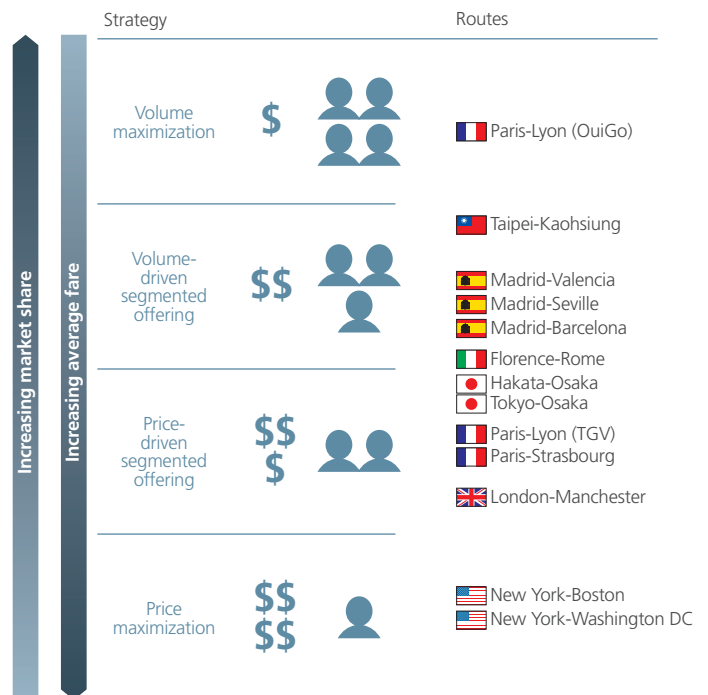 Strategy
Routes
Increasing market share
Increasing average fare
Volume
maximization
$
Paris-Lyon (OuiGo)
Volume-
driven
segmented
offering
$$
Taipei-Kaohsiung
Madrid-Valencia
Madrid-Seville
Madrid-Barcelona
Florence-Rome
Price-
driven
segmented
offering
$$
$
Hakata-Osaka
Tokyo-Osaka
Paris-Lyon (TGV)
Paris-Strasbourg
London-Manchester
Price
maximization
$$
$$
New York-Boston
New York-Washington DC